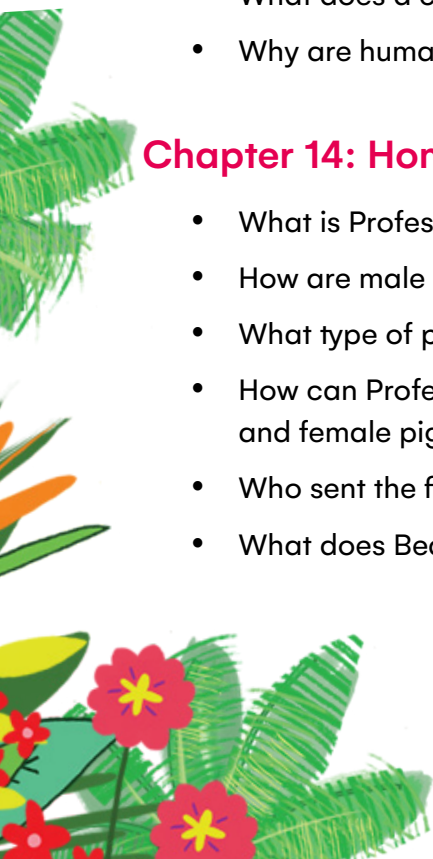 • Why are huma
Chapter 14: Hon
• What is Profes
• How are male
• What type of p
• How can Profe
and female pig
• Who sent the f
• What does Bea